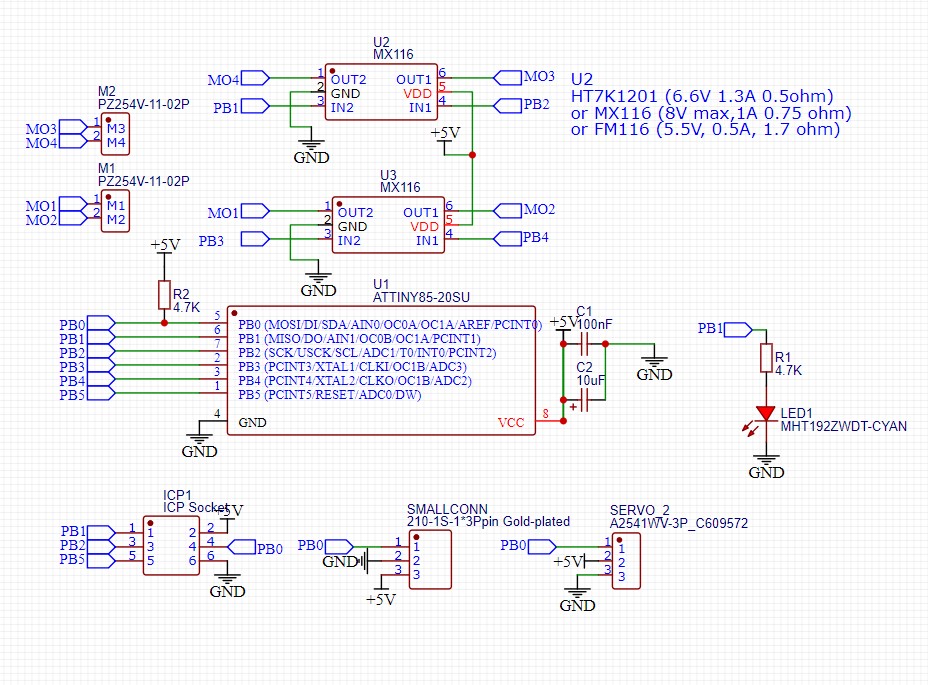 U2
MX116
MO4
1
OUT2
OUT1
6
MO3
2
GND
VDD
5
PB1
3
IN2
IN1
4
PB2
GND
+5V
U2
HT7K1201 (6.6V 1.3A 0.5ohm)
or MX116 (8V max,1A 0.75 ohm)
or FM116 (5.5V, 0.5A, 1.7 ohm)
M2
PZ254V-11-02P
MO3
1
M3
MO4
2
M4
M1
PZ254V-11-02P
MO1
1
M1
MO2
2
M2
U3
MX116
MO1
1
OUT2
OUT1
6
MO2
2
GND
VDD
5
PB3
3
IN2
IN1
4
PB4
GND
+5V
R2
4.7K
U1
ATTINY85-20SU
PB0
5
PB0 (MOSI/DI/SDA/AIN0/OC0A/OC1A/AREF/PCINT0)
PB1
6
PB1 (MISO/DO/AIN1/OC0B/OC1A/PCINT1)
PB2
7
PB2 (SCK/USCK/SCL/ADC1/T0/INT0/PCINT2)
PB3
2
PB3 (PCINT3/XTAL1/CLKI/OC1B/ADC3)
PB4
3
PB4 (PCINT4/XTAL2/CLKO/OC1B/ADC2)
PB5
1
PB5 (PCINT5/RESET/ADC0/DW)
4
GND
VCC
8
GND
+5V
C1
100nF
C2
10uF
+
GND
PB1
R1
4.7K
LED1
MHT192ZWDT-CYAN
GND
ICP1
ICP Socket
+5V
PB1
1
1
2
2
PB2
3
3
4
4
PB0
PB5
5
5
6
6
GND
SMALLCONN
210-1S-1*3Ppin Gold-plated
PB0
1
1
GND
2
2
3
3
+5V
SERVO_2
A2541WV-3P_C609572
PB0
1
1
+5V
2
2
3
3
GND